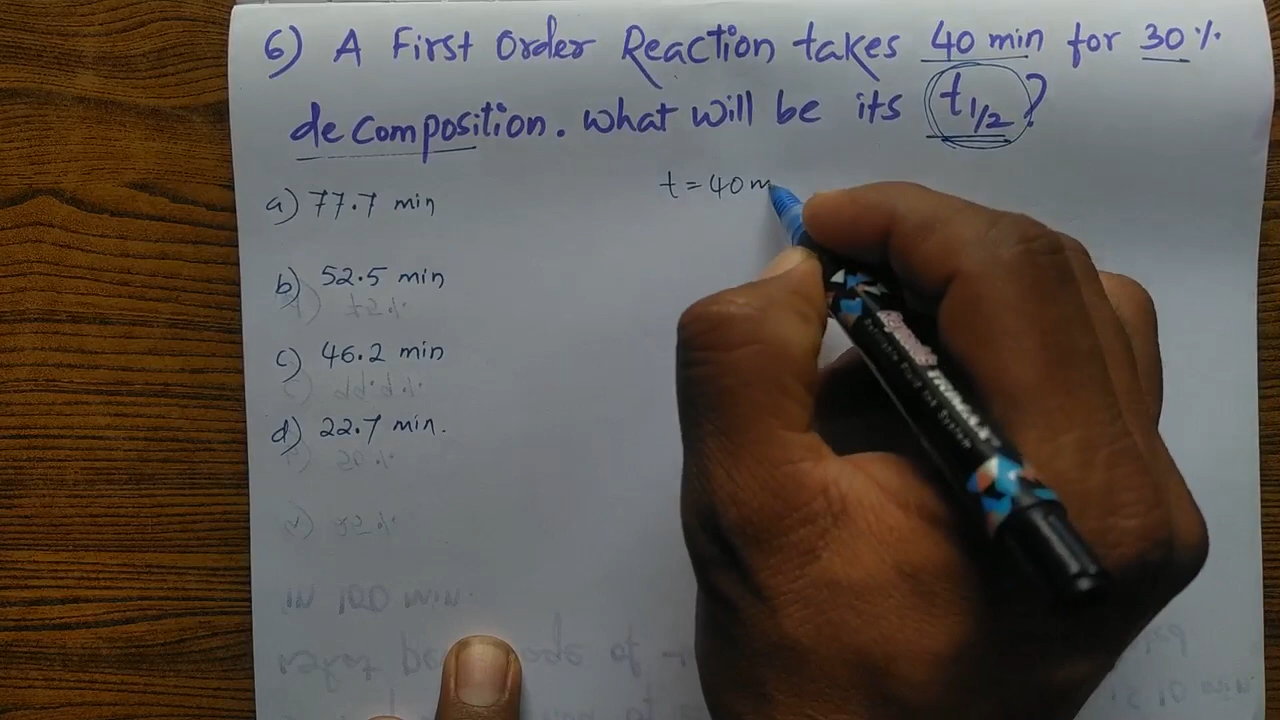 6) A First Order Reaction takes 40 min for 30%
decomposition. what will be its t1/2?
t = 40 m
a) 77.7 min
b) 52.5 min
c) 46.2 min
d) 22.7 min.